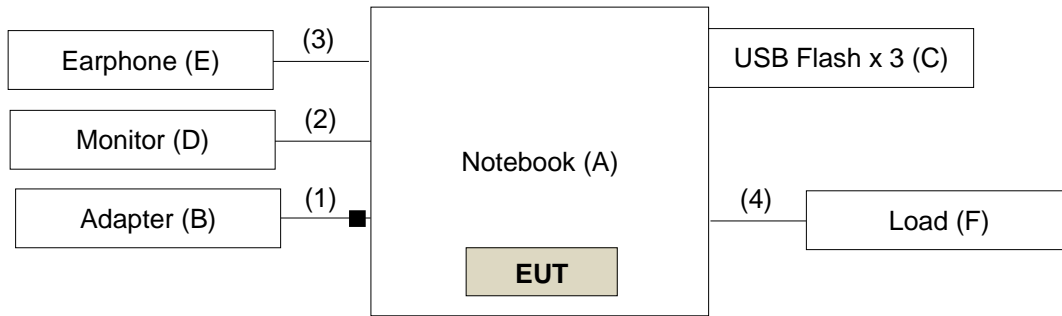 (3)
Earphone (E)
USB Flash x 3 (C)
(2)
Monitor (D)
Notebook (A)
(1)
Adapter (B)
(4)
Load (F)
EUT